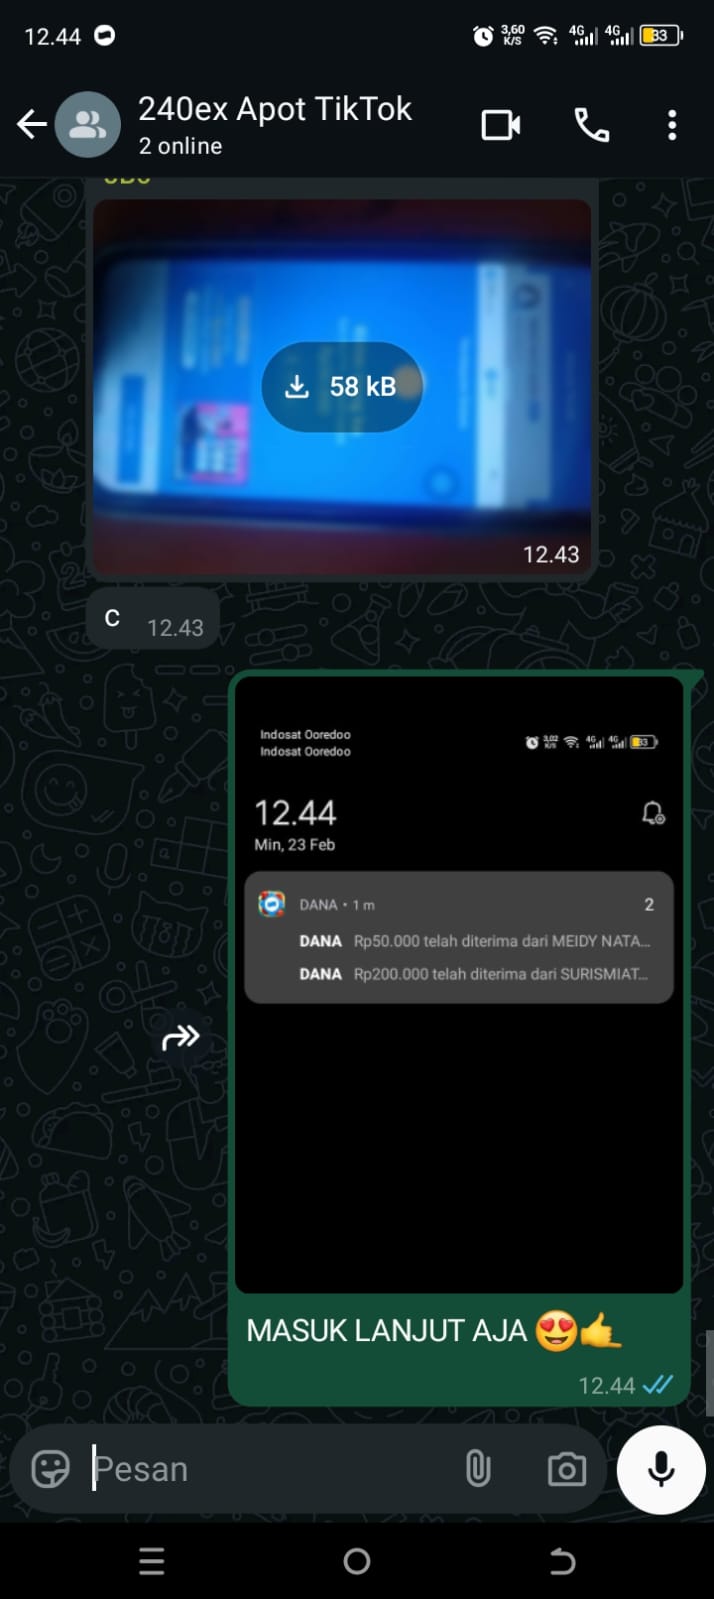 12.44
3,60 K/S 4G 4G 33
240ex Apot TikTok
2 online
58 kB
12.43
C 12.43
Indosat Ooredoo
Indosat Ooredoo
3,02 K/S 4G 4G 33
12.44
Min, 23 Feb
DANA • 1 m 2
DANA Rp50.000 telah diterima dari MEIDY NATA...
DANA Rp200.000 telah diterima dari SURISMIAT...
MASUK LANJUT AJA 😍🤙
12.44
Pesan